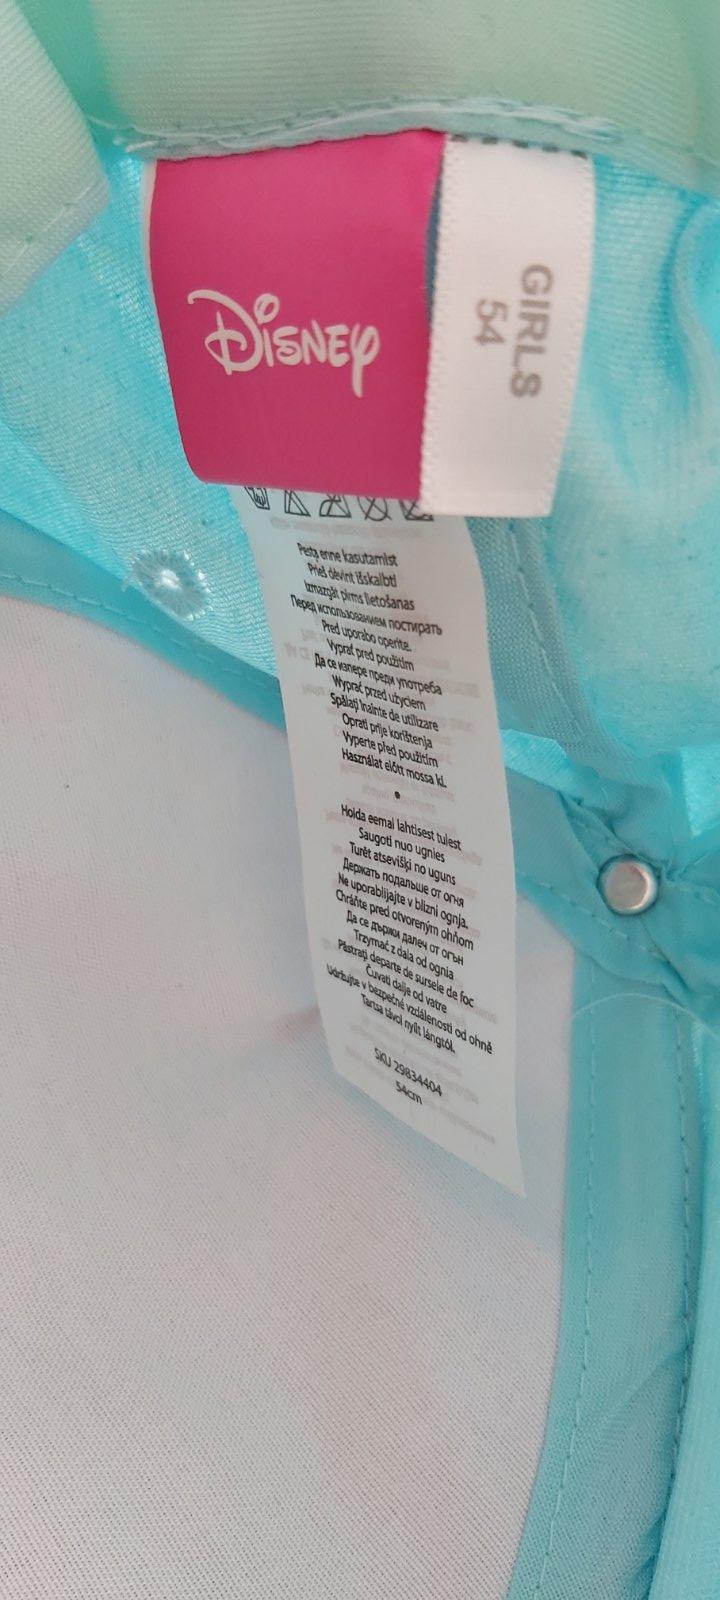 Disney
GIRLS
54
Pestą enne kasutamist
Prieš dėvint išskalbti
Izmazgāt pirms lietošanas
Перед использованием постирать
Pred uporabo operite.
Vyprať pred použitím
Да се изпере преди употреба
Wyprać przed użyciem
Spălați înainte de utilizare
Oprati prije korištenja
Vyperte před použitím
Használat előtt mossa ki.
•
Hoida eemal lahtisest tulest
Saugoti nuo ugnies
Turēt atsevišķi no uguns
Держать подальше от огня
Ne uporabljajte v blizini ognja.
Chráňte pred otvoreným ohňom
Да се държи далеч от огън
Trzymać z dala od ognia
Păstrați departe de sursele de foc
Čuvati dalje od vatre
Udržujte v bezpečné vzdálenosti od ohně
Tartsa távol nyílt lángtól.
SKU 29834404
54cm